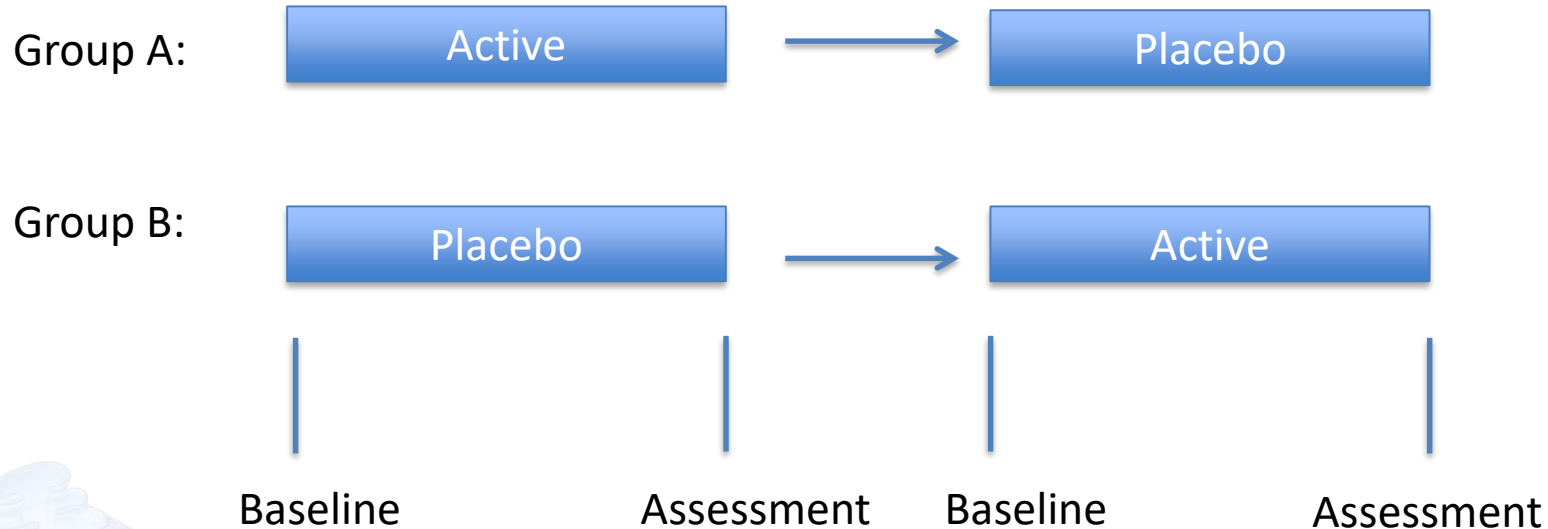 Group A:
Active
Placebo
Group B:
Placebo
Active
Baseline
Assessment
Baseline
Assessment